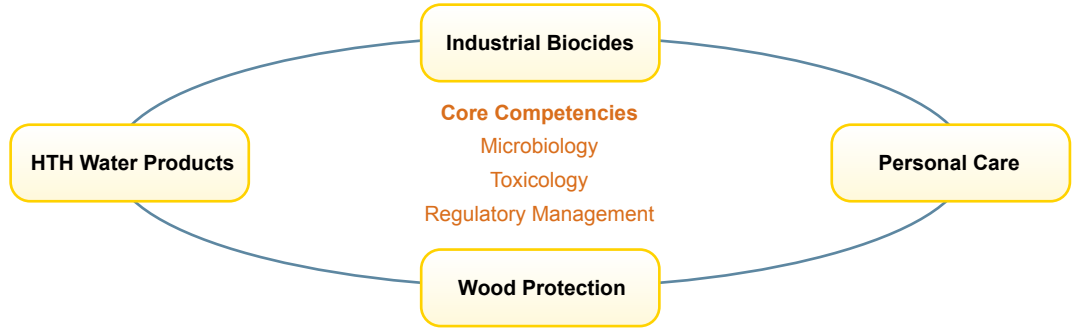 Industrial Biocides
Core Competencies
Microbiology
Toxicology
Regulatory Management
HTH Water Products
Personal Care
Wood Protection